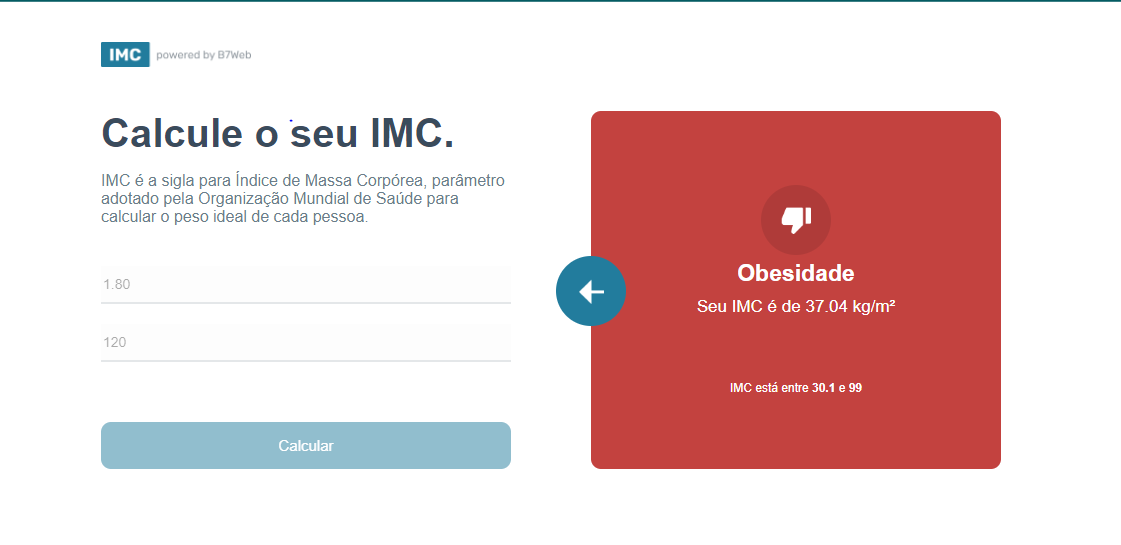 IMC powered by B7Web
Calcule o seu IMC.
IMC é a sigla para Índice de Massa Corpórea, parâmetro
adotado pela Organização Mundial de Saúde para
calcular o peso ideal de cada pessoa.
1.80
120
Calcular
Obesidade
Seu IMC é de 37.04 kg/m²
IMC está entre 30.1 e 99